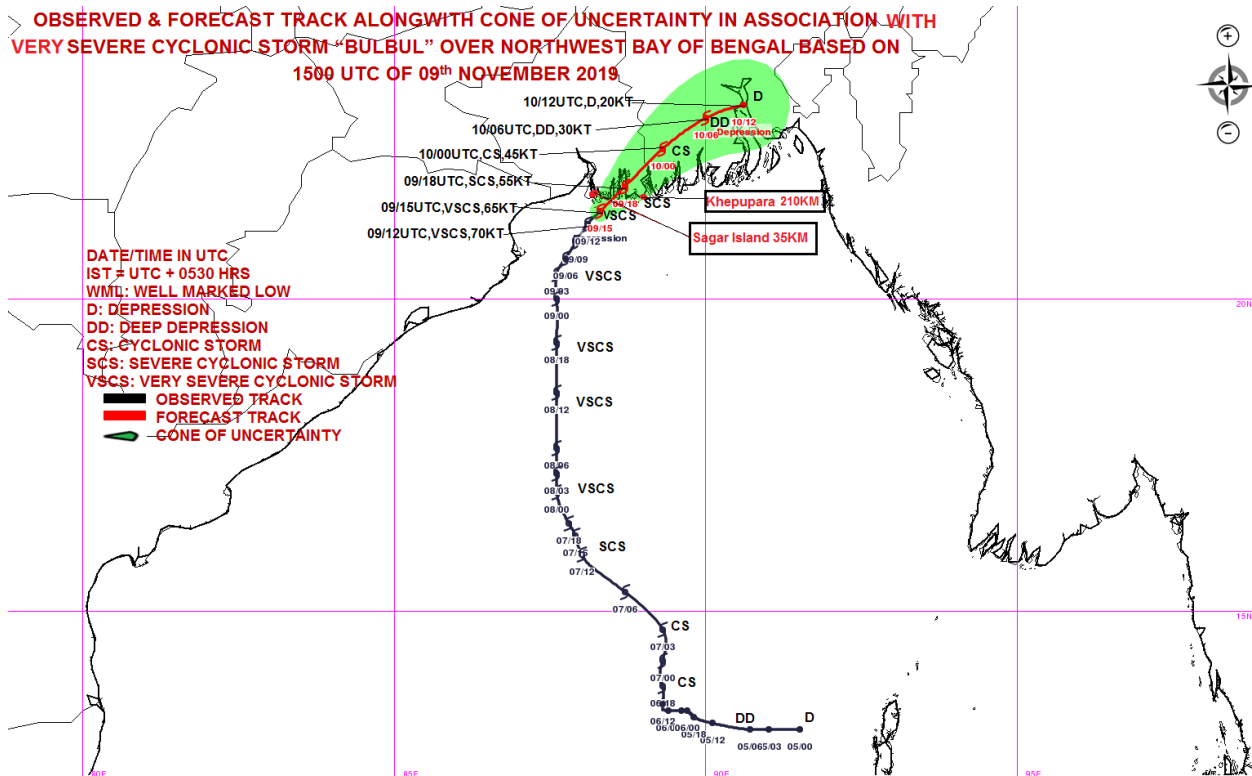 OBSERVED & FORECAST TRACK ALONGWITH CONE OF UNCERTAINTY IN ASSOCIATION WITH
VERY SEVERE CYCLONIC STORM “BULBUL” OVER NORTHWEST BAY OF BENGAL BASED ON
1500 UTC OF 09th NOVEMBER 2019
10/12UTC,D,20KT
D
10/06UTC,DD,30KT
DD
10/12
10/06
Depression
10/00UTC,CS,45KT
CS
10/00
09/18UTC,SCS,55KT
09/18
SCS
Khepupara 210KM
09/15UTC,VSCS,65KT
VSCS
09/12UTC,VSCS,70KT
09/15
Sagar Island 35KM
09/12
DATE/TIME IN UTC
IST = UTC + 0530 HRS
WML: WELL MARKED LOW
D: DEPRESSION
DD: DEEP DEPRESSION
CS: CYCLONIC STORM
SCS: SEVERE CYCLONIC STORM
VSCS: VERY SEVERE CYCLONIC STORM
OBSERVED TRACK
FORECAST TRACK
CONE OF UNCERTAINTY
09/09
09/06
VSCS
09/03
09/00
20N
VSCS
08/18
VSCS
08/12
08/06
VSCS
08/03
08/00
07/18
SCS
07/12
07/06
15N
CS
07/03
07/00
CS
06/18
06/12
06/00
05/18
05/12
DD
D
05/06
05/03
05/00
80E
85E
90E
95E